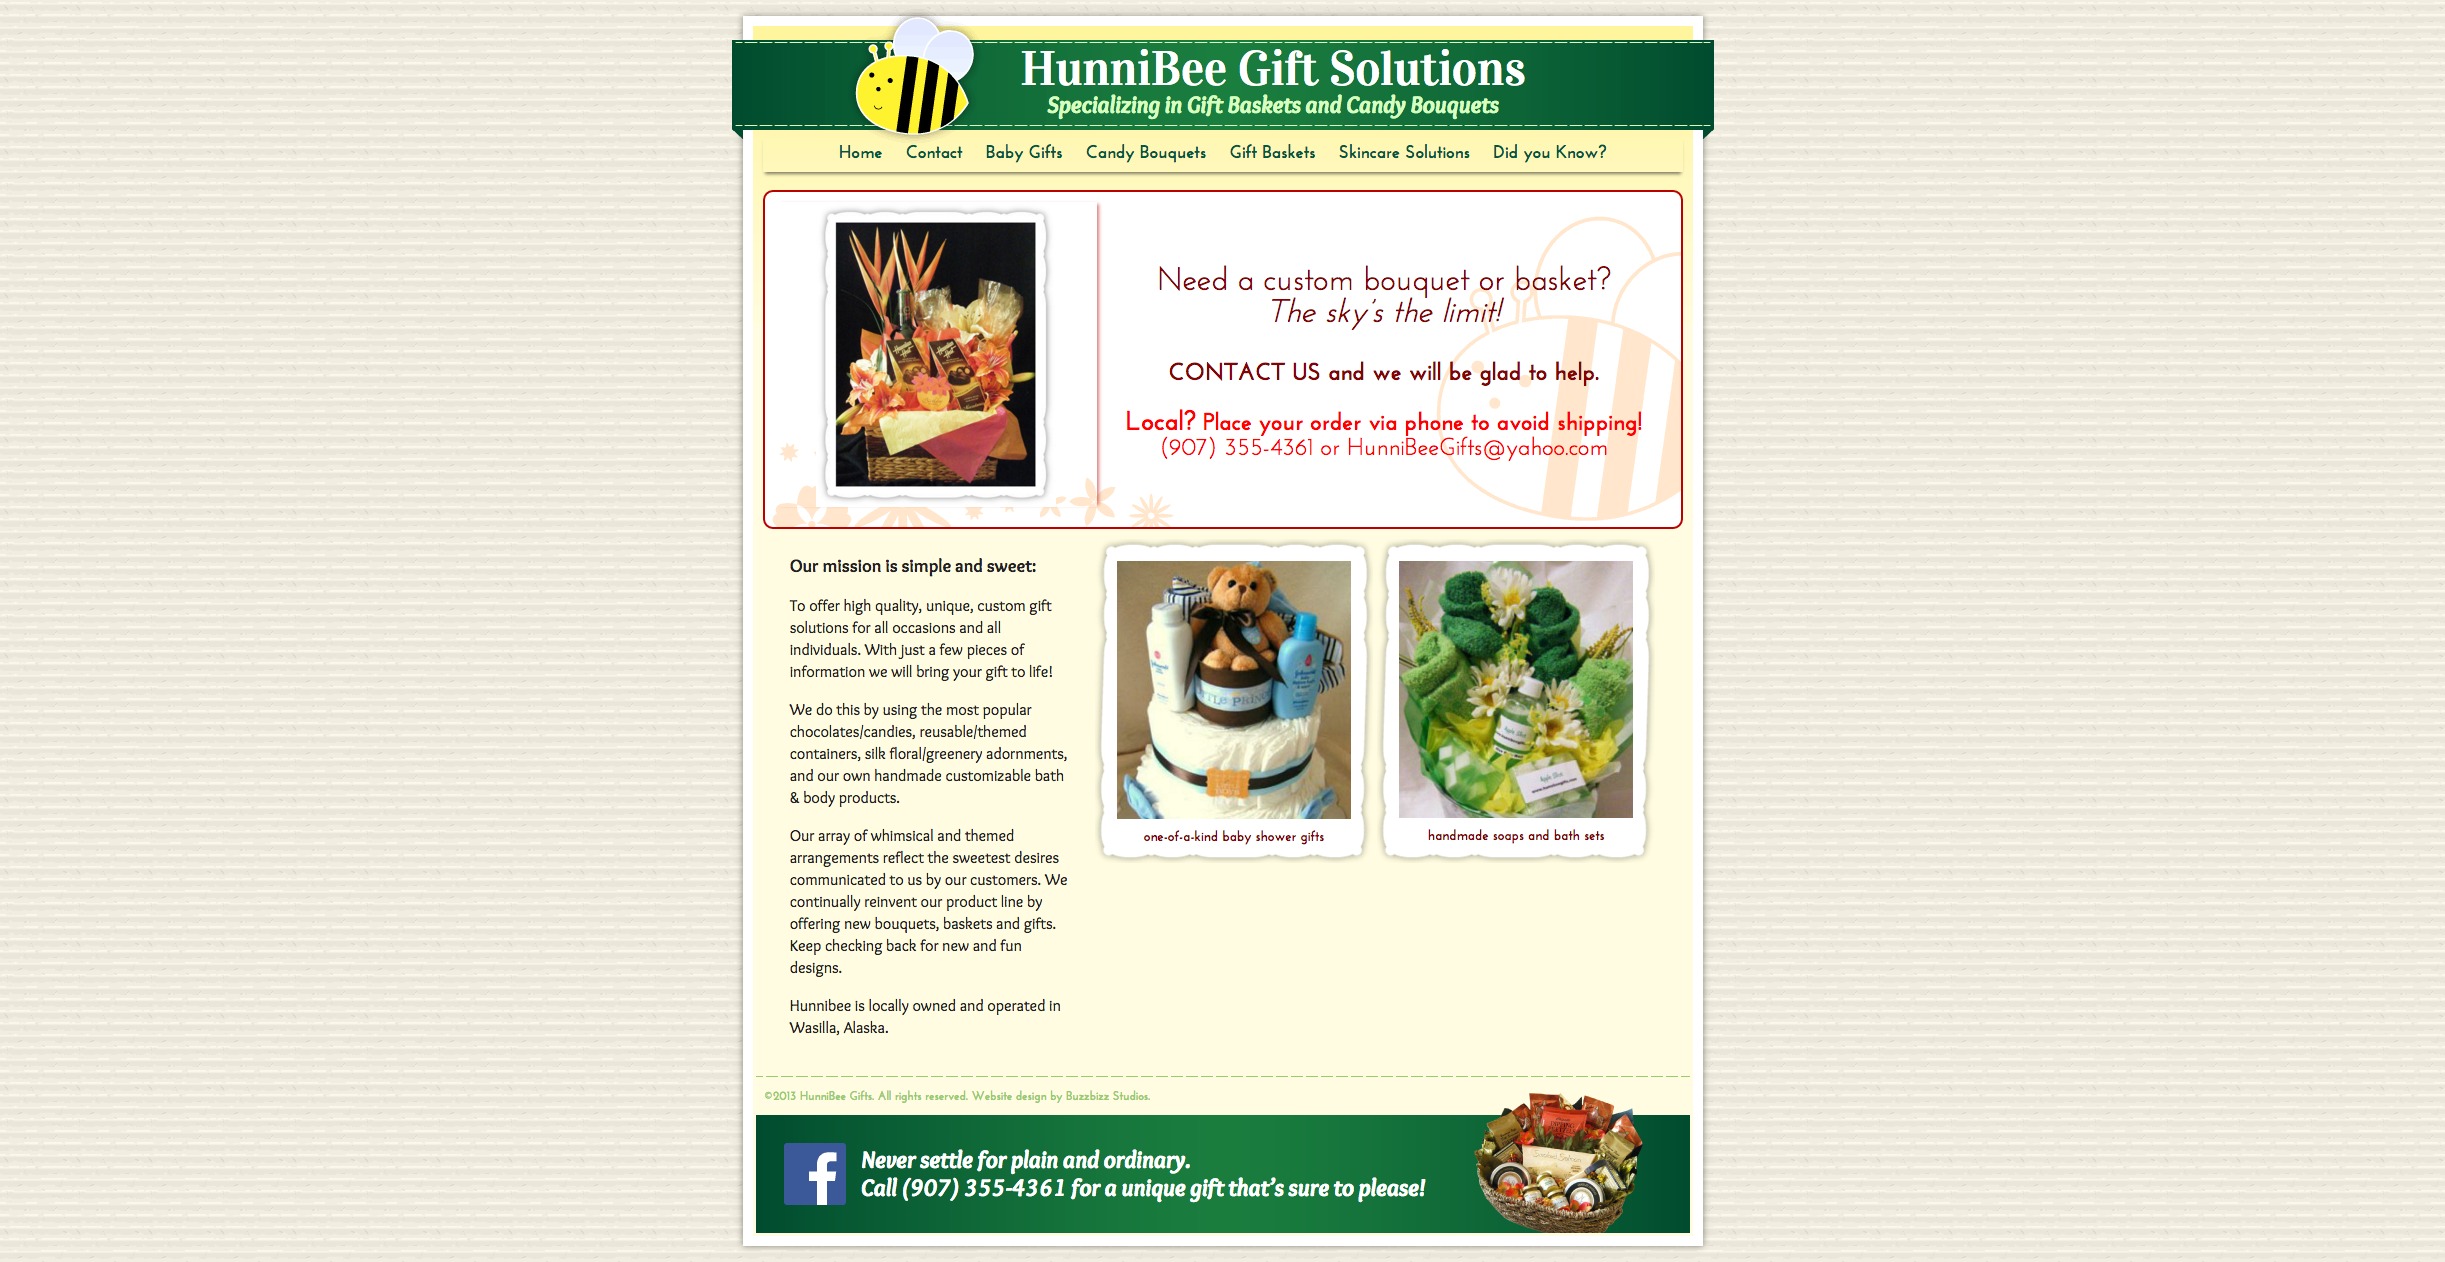 HunniBee Gift Solutions
Specializing in Gift Baskets and Candy Bouquets
Home Contact Baby Gifts Candy Bouquets Gift Baskets Skincare Solutions Did you Know?
Need a custom bouquet or basket?
The sky's the limit!
CONTACT US and we will be glad to help.
Local? Place your order via phone to avoid shipping!
(907) 355-4361 or HunniBeeGifts@yahoo.com
Our mission is simple and sweet:
To offer high quality, unique, custom gift
solutions for all occasions and all
individuals. With just a few pieces of
information we will bring your gift to life!
We do this by using the most popular
chocolates/candies, reusable/themed
containers, silk floral/greenery adornments,
and our own handmade customizable bath
& body products.
Our array of whimsical and themed
arrangements reflect the sweetest desires
communicated to us by our customers. We
continually reinvent our product line by
offering new bouquets, baskets and gifts.
Keep checking back for new and fun
designs.
Hunnibee is locally owned and operated in
Wasilla, Alaska.
one-of-a-kind baby shower gifts
handmade soaps and bath sets
©2013 HunniBee Gifts. All rights reserved. Website design by Buzzbizz Studios.
Never settle for plain and ordinary.
Call (907) 355-4361 for a unique gift that's sure to please!